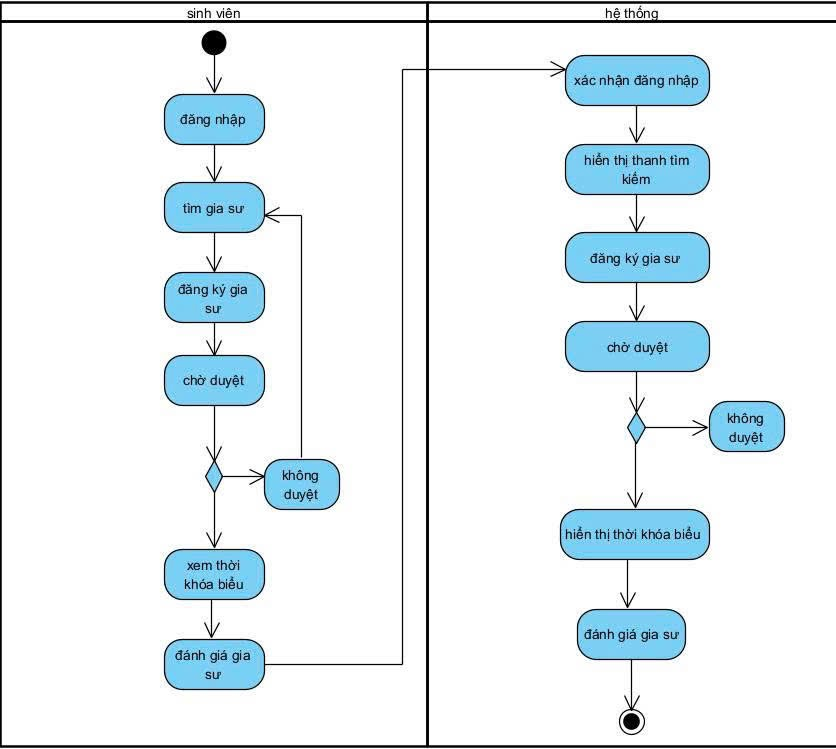 sinh viên
hệ thống
đăng nhập
tìm gia sư
đăng ký gia
sư
chờ duyệt
không
duyệt
xem thời
khóa biểu
đánh giá gia
sư
xác nhận đăng nhập
hiển thị thanh tìm
kiếm
đăng ký gia sư
chờ duyệt
không
duyệt
hiển thị thời khóa biểu
đánh giá gia sư